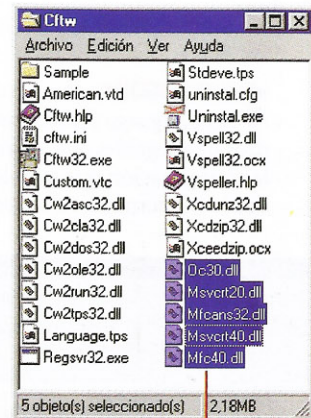 Cftw
Archivo Edición Ver Ayuda
Sample
American.vtd
Cftw.hlp
cftw.ini
Cftw32.exe
Custom.vtc
Cw2asc32.dll
Cw2cla32.dll
Cw2dos32.dll
Cw2ole32.dll
Cw2run32.dll
Cw2tps32.dll
Language.tps
Regsvr32.exe
Stdeve.tps
uninstal.cfg
Uninstal.exe
Vspell32.dll
Vspell32.ocx
Vspeller.hlp
Xcdunz32.dll
Xcdzip32.dll
Xceedzip.ocx
Oc30.dll
Msvcrt20.dll
Mfcans32.dll
Msvcrt40.dll
Mfc40.dll
5 objeto(s) seleccionado(s) 2,18MB